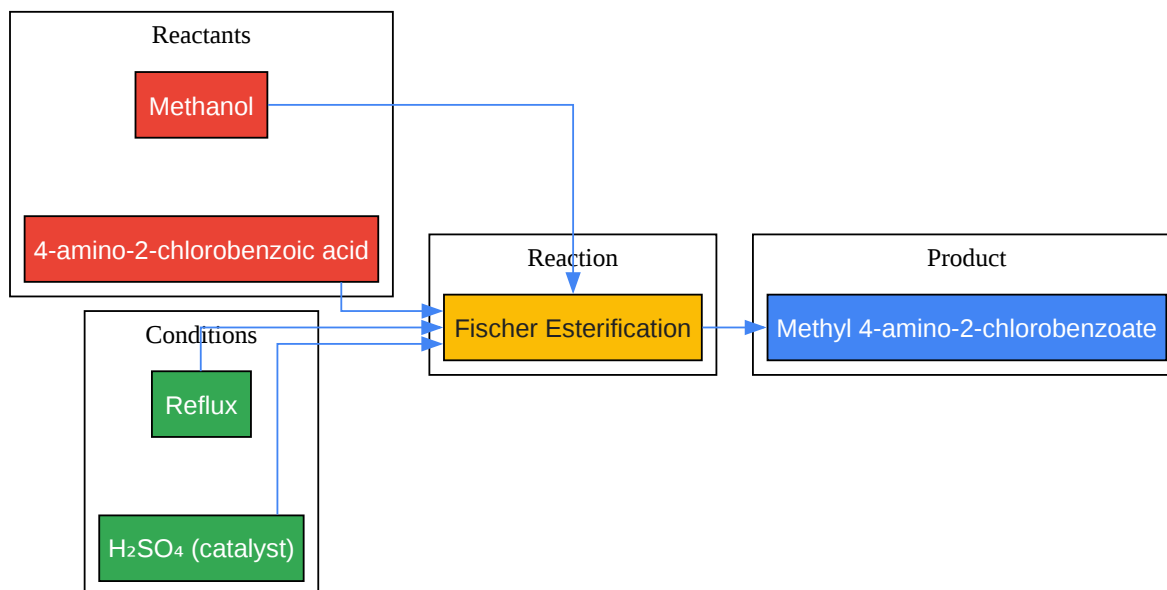 Reactants
Methanol
4-amino-2-chlorobenzoic acid
Conditions
Reflux
H₂SO₄ (catalyst)
Reaction
Fischer Esterification
Product
Methyl 4-amino-2-chlorobenzoate